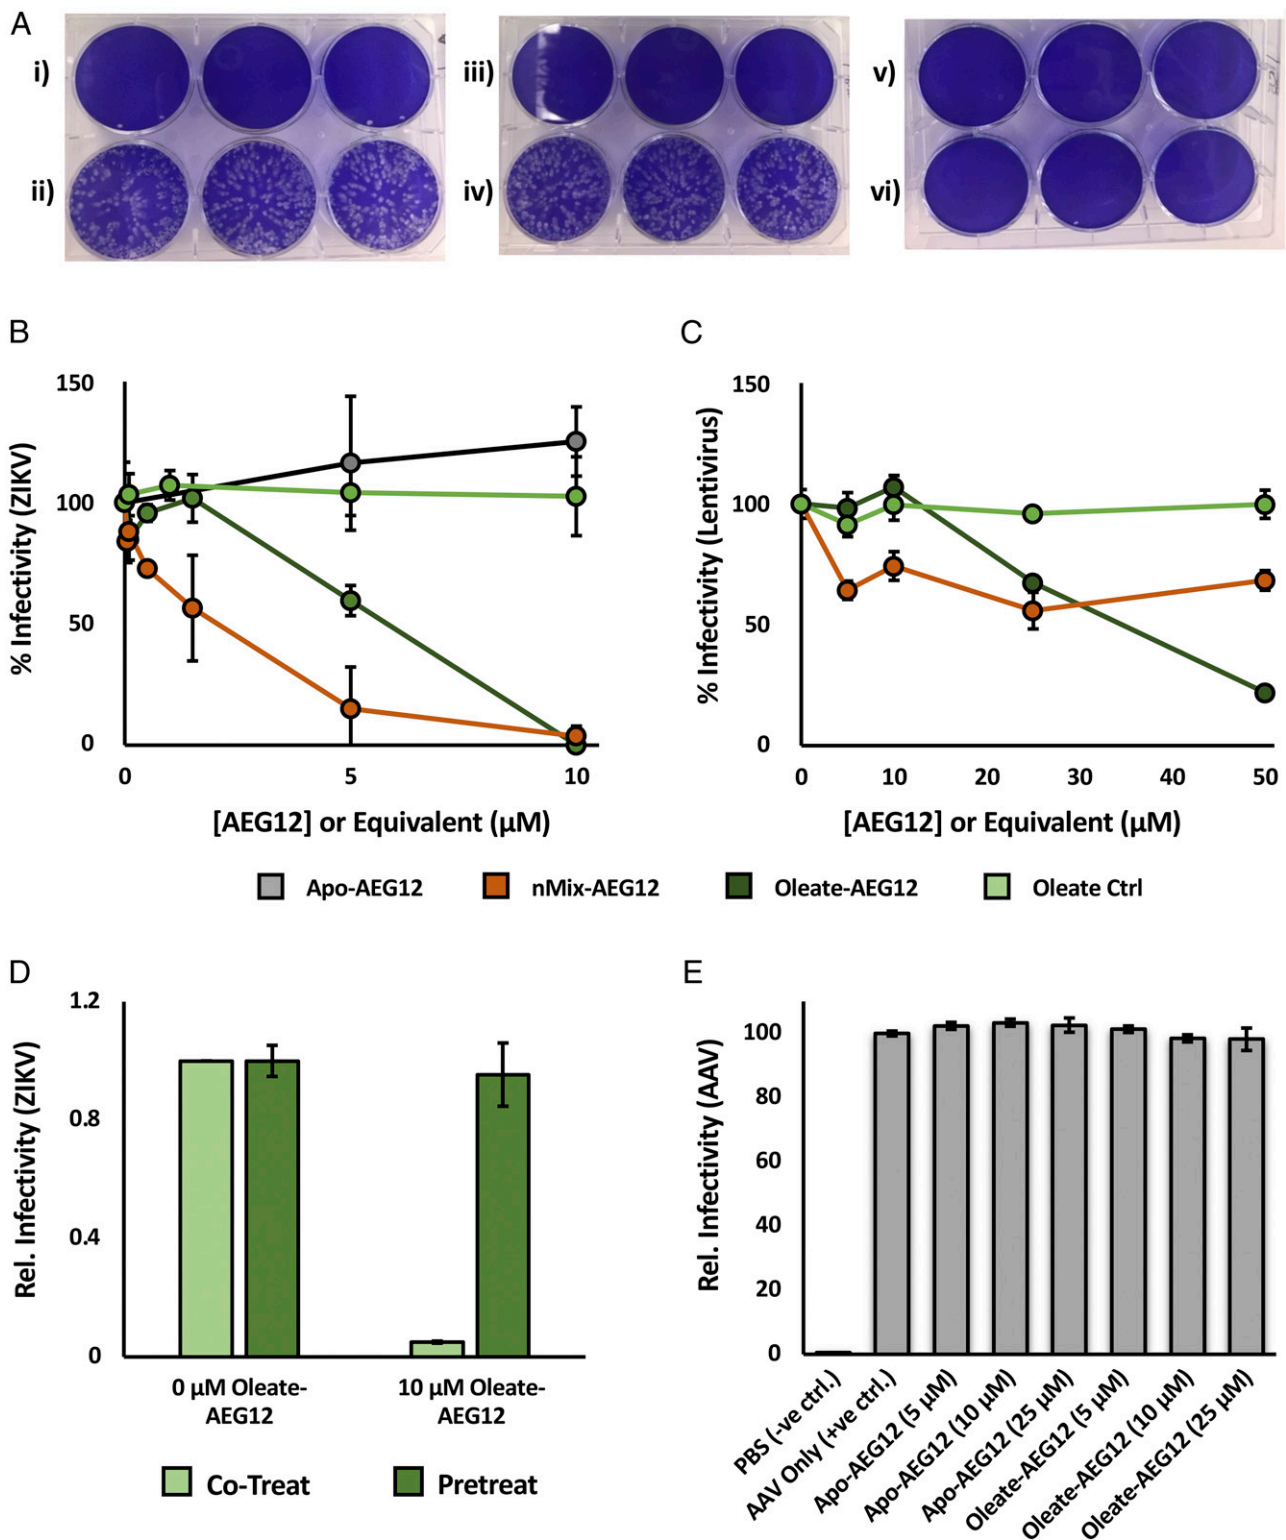 A
i)
ii)
iii)
iv)
v)
vi)
B
150
100
50
0
% Infectivity (ZIKV)
0 5 10
[AEG12] or Equivalent (µM)
C
150
100
50
0
% Infectivity (Lentivirus)
0 10 20 30 40 50
[AEG12] or Equivalent (µM)
Apo-AEG12 nMix-AEG12 Oleate-AEG12 Oleate Ctrl
D
1.2
0.8
0.4
0
Rel. Infectivity (ZIKV)
0 µM Oleate-
AEG12
10 µM Oleate-
AEG12
Co-Treat Pretreat
E
100
80
60
40
20
0
Rel. Infectivity (AAV)
PBS (-ve ctrl.)
AAV Only (+ve ctrl.)
Apo-AEG12 (5 µM)
Apo-AEG12 (10 µM)
Apo-AEG12 (25 µM)
Oleate-AEG12 (5 µM)
Oleate-AEG12 (10 µM)
Oleate-AEG12 (25 µM)